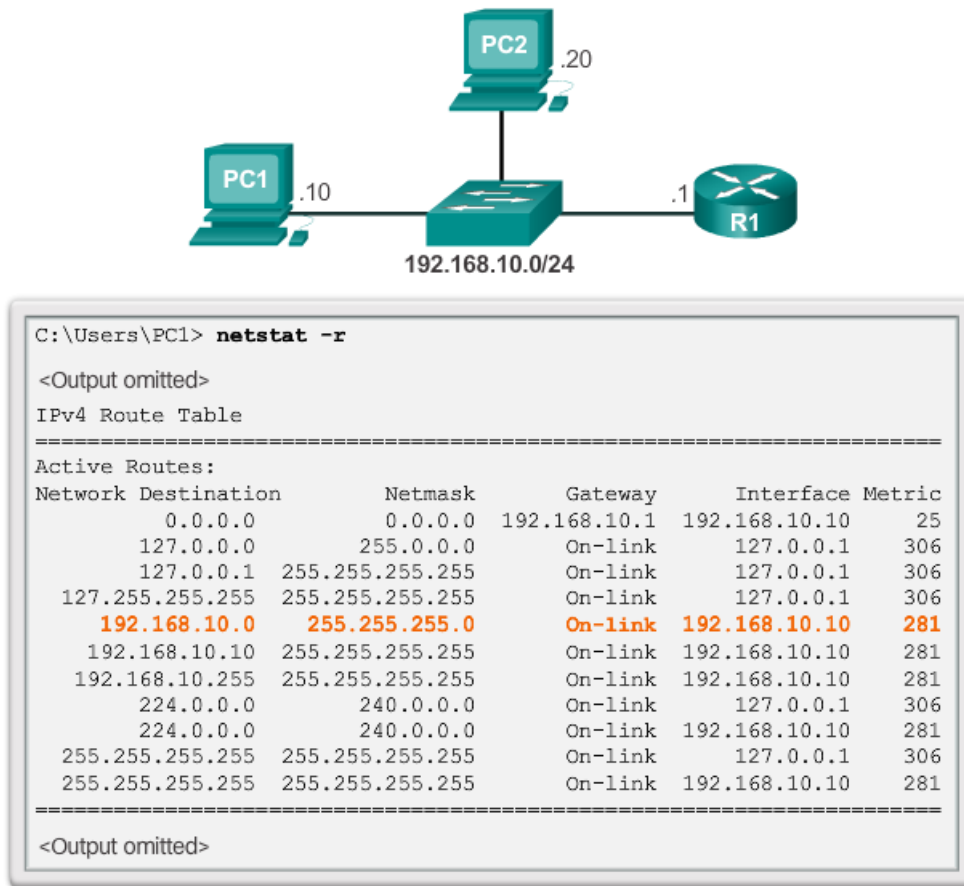 PC2
.20
PC1
.10
.1
R1
192.168.10.0/24
C:\Users\PC1> netstat -r
<Output omitted>
IPv4 Route Table
======================================================================
Active Routes:
Network Destination Netmask Gateway Interface Metric
0.0.0.0 0.0.0.0 192.168.10.1 192.168.10.10 25
127.0.0.0 255.0.0.0 On-link 127.0.0.1 306
127.0.0.1 255.255.255.255 On-link 127.0.0.1 306
127.255.255.255 255.255.255.255 On-link 127.0.0.1 306
192.168.10.0 255.255.255.0 On-link 192.168.10.10 281
192.168.10.10 255.255.255.255 On-link 192.168.10.10 281
192.168.10.255 255.255.255.255 On-link 192.168.10.10 281
224.0.0.0 240.0.0.0 On-link 127.0.0.1 306
224.0.0.0 240.0.0.0 On-link 192.168.10.10 281
255.255.255.255 255.255.255.255 On-link 127.0.0.1 306
255.255.255.255 255.255.255.255 On-link 192.168.10.10 281
======================================================================
<Output omitted>